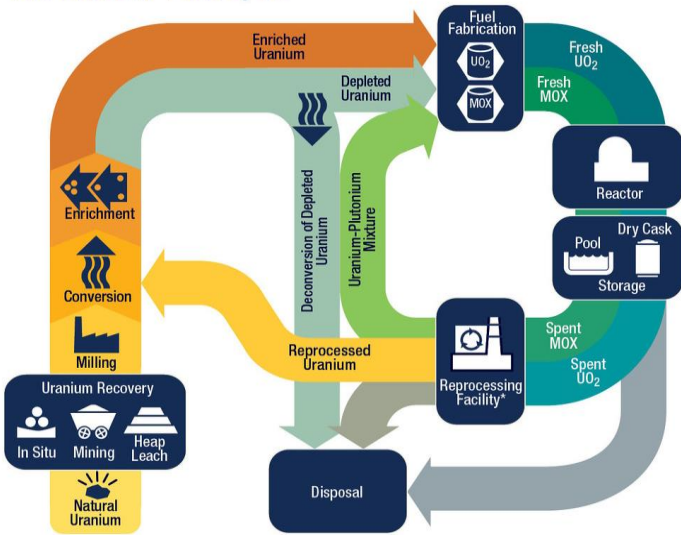 Enriched
Uranium
Depleted
Uranium
Fuel
Fabrication
UO2
MOX
Fresh
UO2
Fresh
MOX
Reactor
Pool
Dry Cask
Storage
Enrichment
Conversion
Milling
Uranium Recovery
In Situ
Mining
Heap
Leach
Natural
Uranium
Deconversion of Depleted
Uranium
Uranium-Plutonium
Mixture
Reprocessed
Uranium
Reprocessing
Facility*
Spent
MOX
Spent
UO2
Disposal